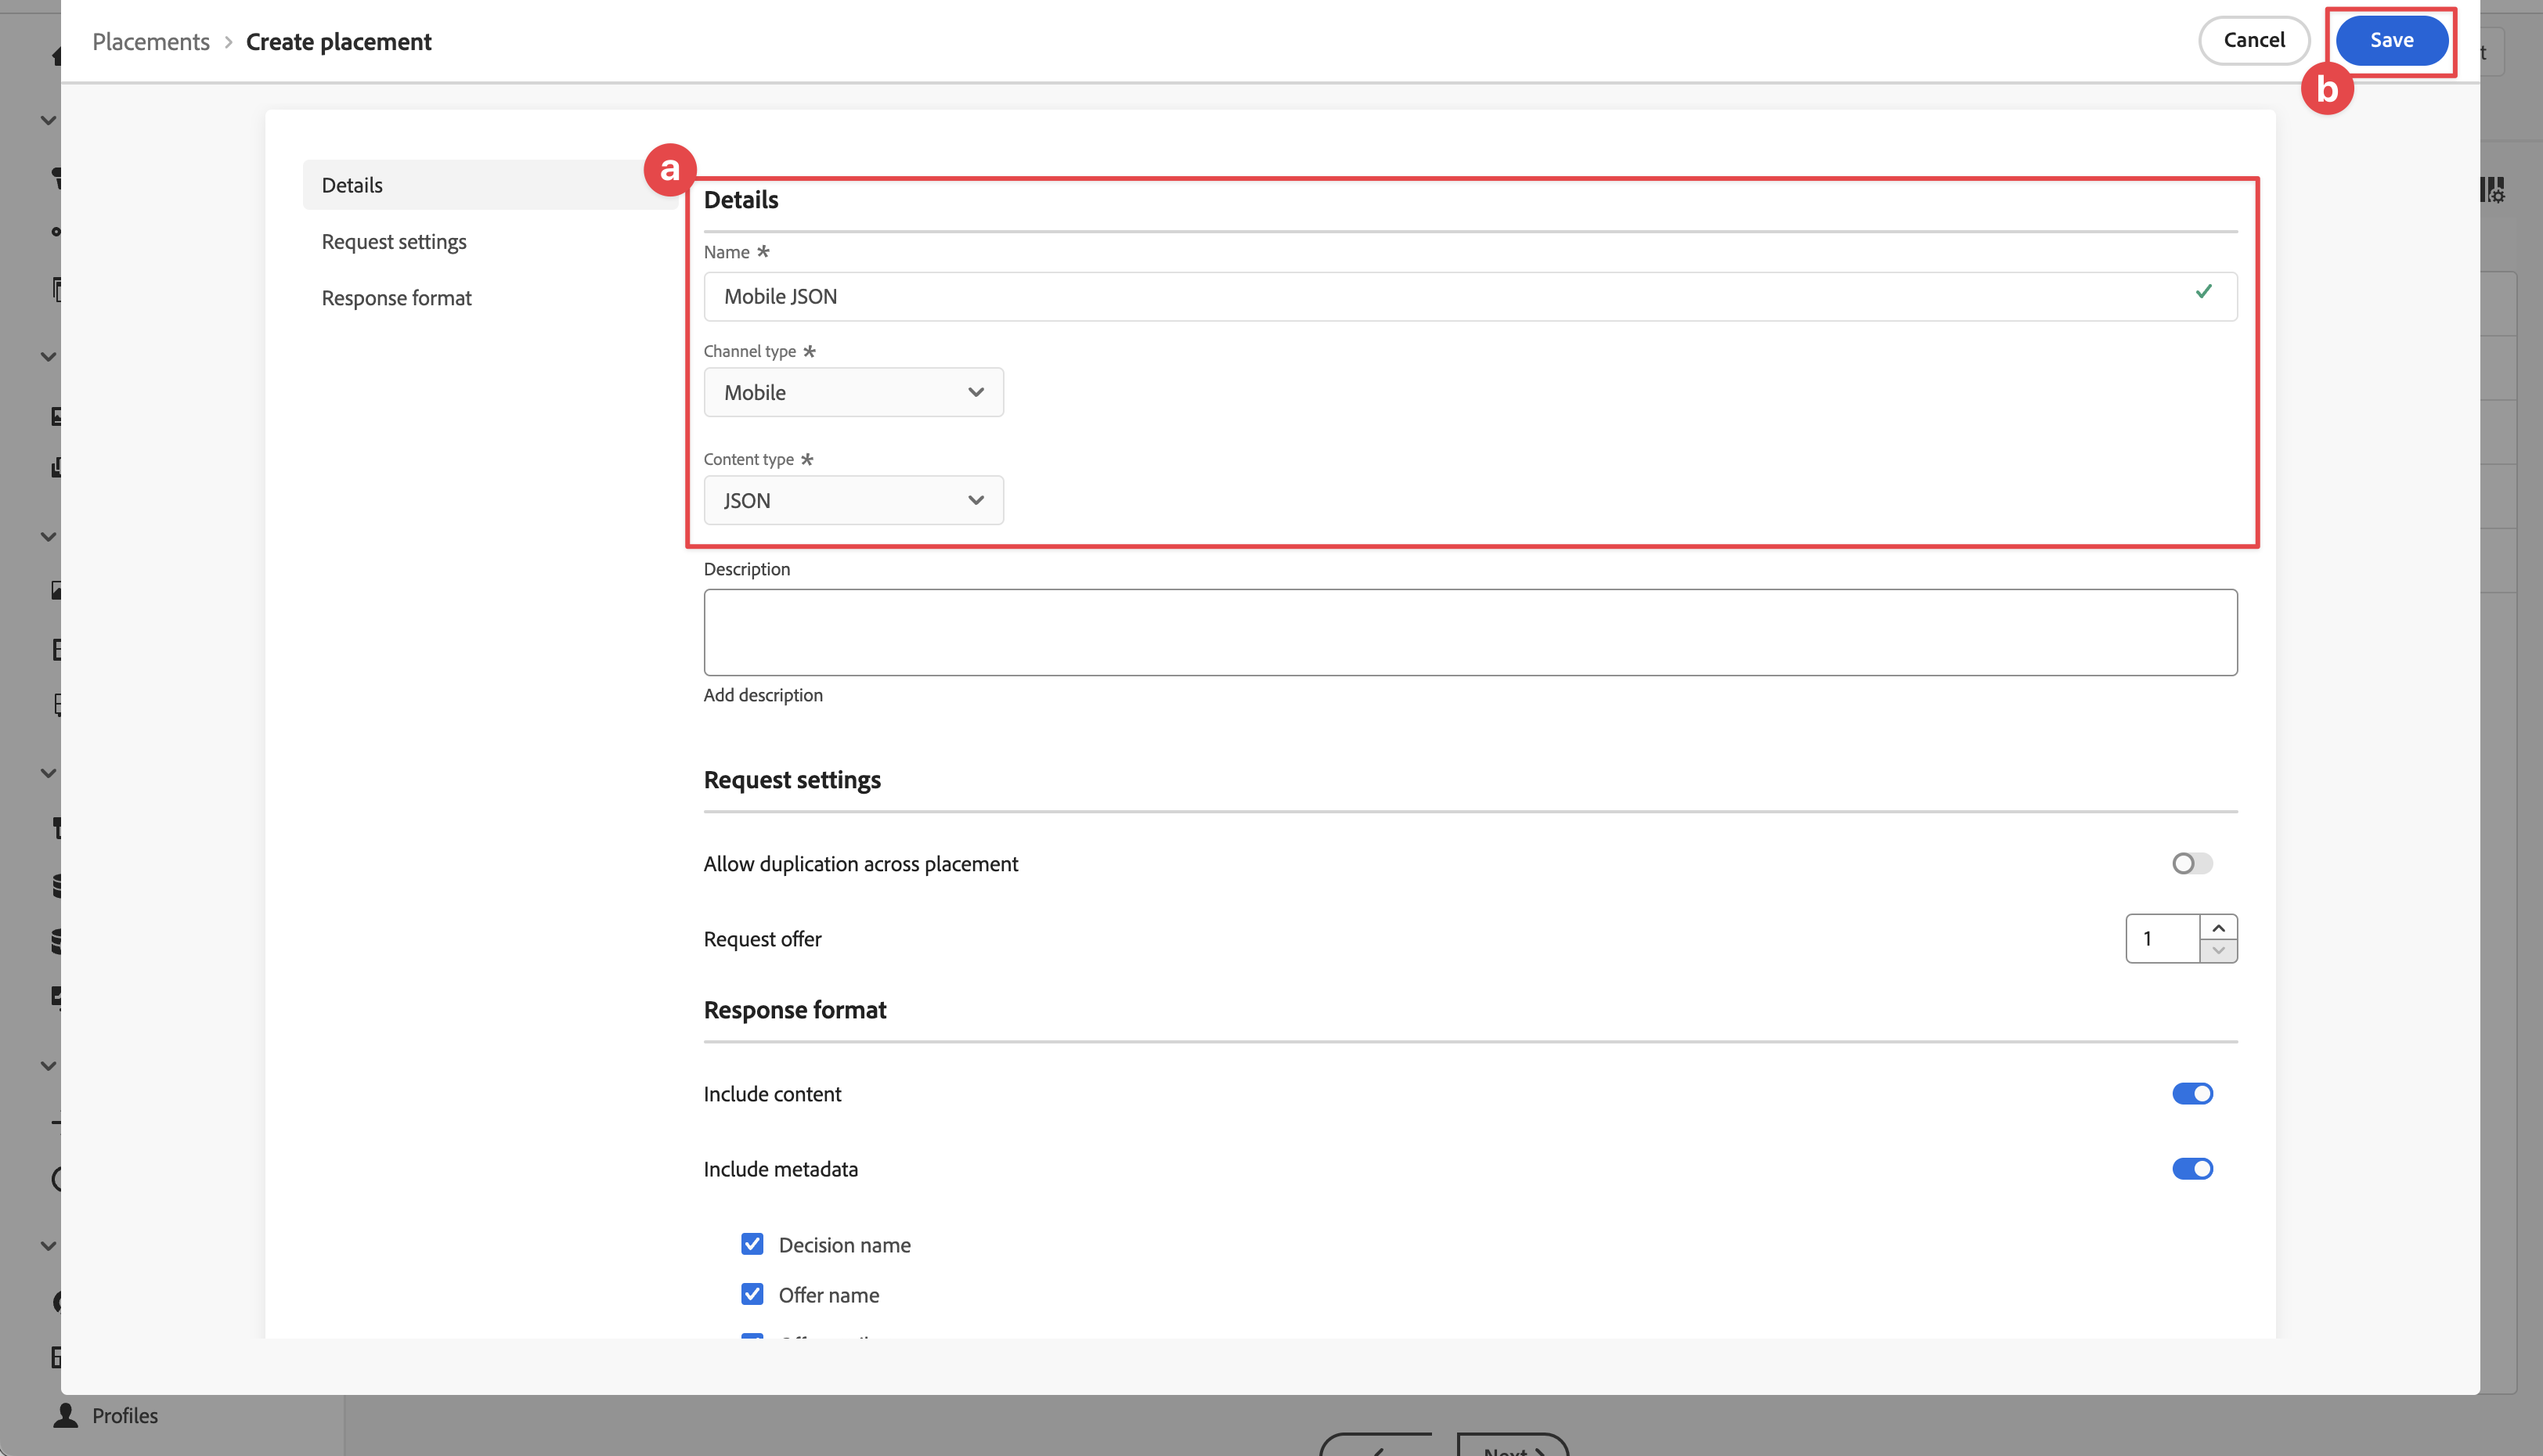 Placements > Create placement
Cancel
Save
b
a
Details
Request settings
Response format
Details
Name *
Mobile JSON
Channel type *
Mobile
Content type *
JSON
Description
Add description
Request settings
Allow duplication across placement
Request offer
1
Response format
Include content
Include metadata
Decision name
Offer name
Profiles
Next